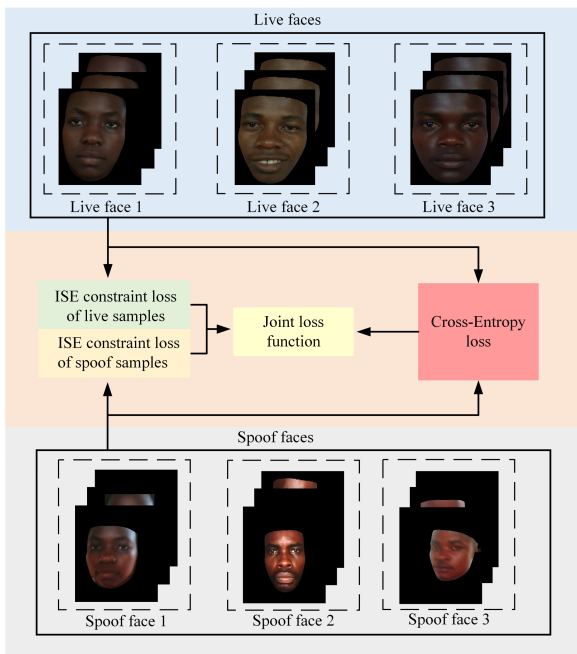 Live faces
Live face 1
Live face 2
Live face 3
ISE constraint loss
of live samples
ISE constraint loss
of spoof samples
Joint loss
function
Cross-Entropy
loss
Spoof faces
Spoof face 1
Spoof face 2
Spoof face 3